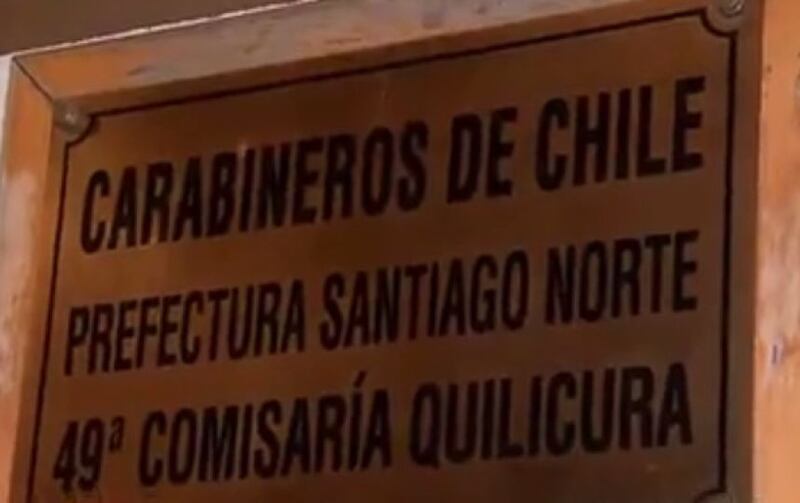 CARABINEROS DE CHILE
PREFECTURA SANTIAGO NORTE
49ª COMISARÍA QUILICURA